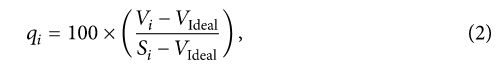 q_i = 100 × ( (V_i − V_Ideal) / (S_i − V_Ideal) ), (2)